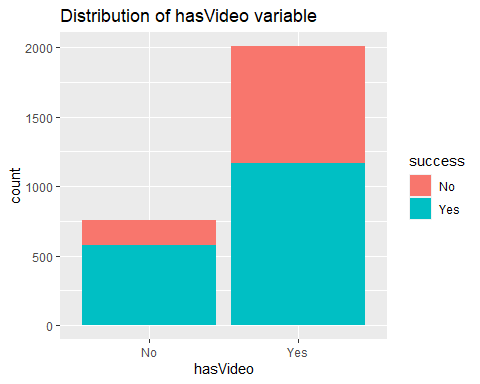 Distribution of hasVideo variable
2000
1500
1000
500
0
count
No
Yes
hasVideo
success
No
Yes